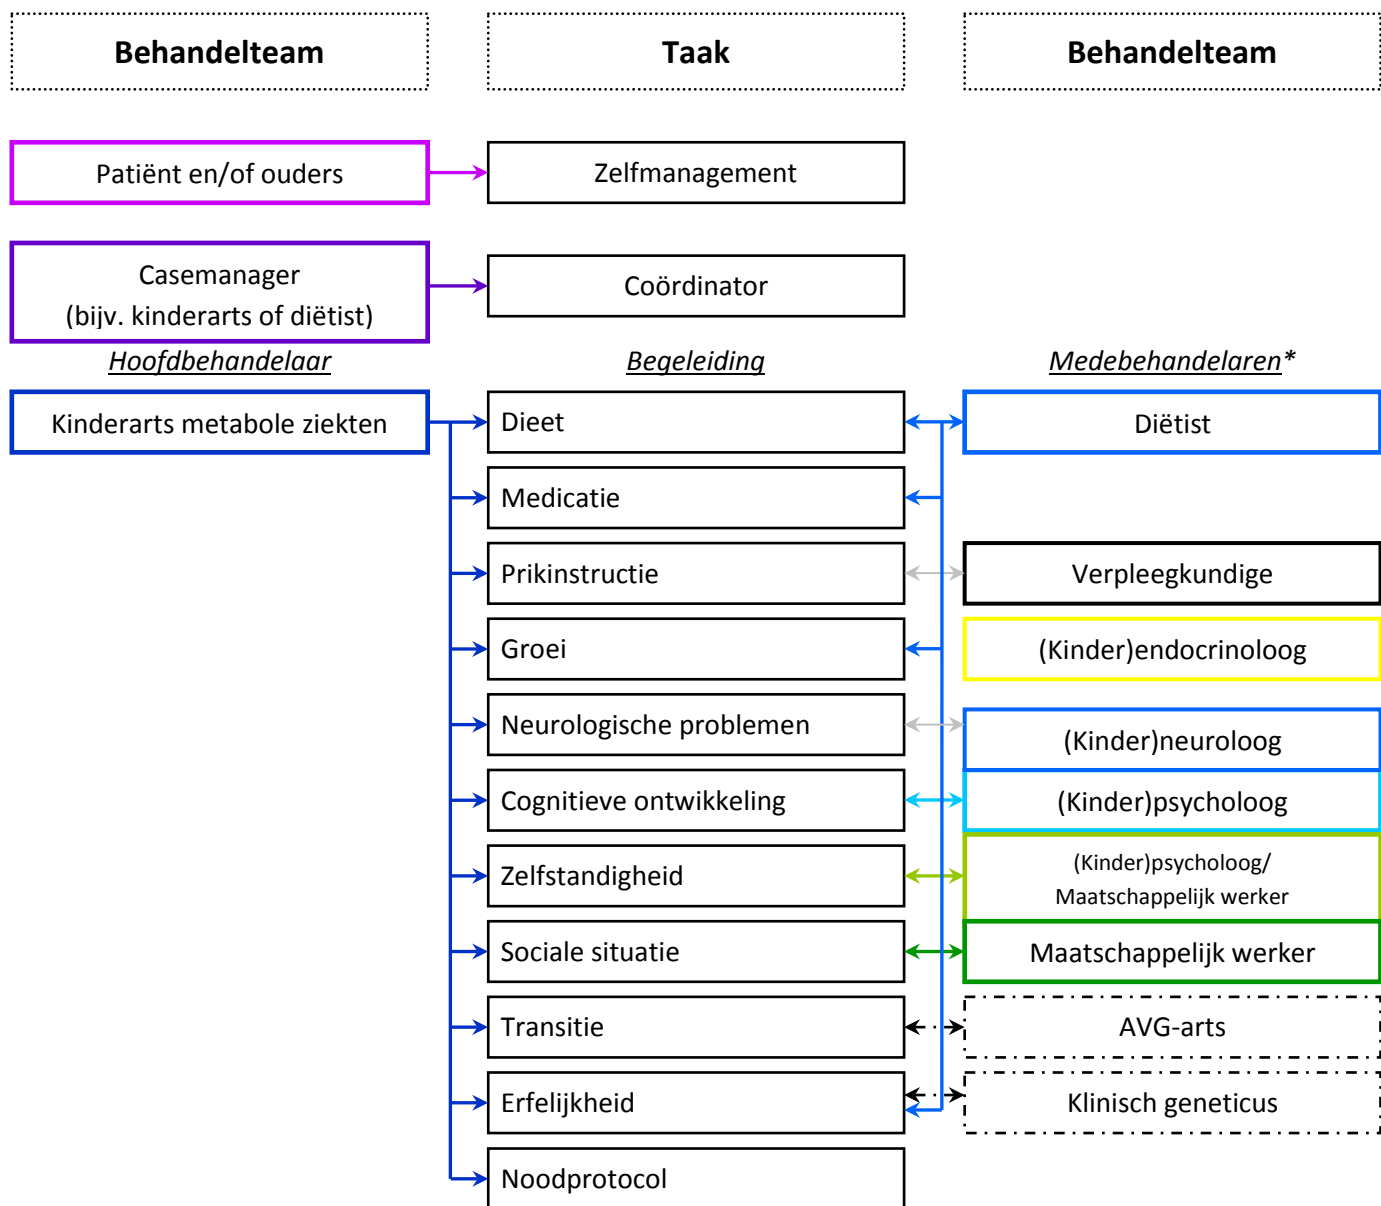 Behandelteam
Taak
Behandelteam
Patiënt en/of ouders
Zelfmanagement
Casemanager
(bijv. kinderarts of diëtist)
Coördinator
Hoofdbehandelaar
Begeleiding
Medebehandelaren*
Kinderarts metabole ziekten
Dieet
Diëtist
Medicatie
Prikinstructie
Verpleegkundige
Groei
(Kinder)endocrinoloog
Neurologische problemen
(Kinder)neuroloog
Cognitieve ontwikkeling
(Kinder)psycholoog
Zelfstandigheid
(Kinder)psycholoog/
Maatschappelijk werker
Sociale situatie
Maatschappelijk werker
Transitie
AVG-arts
Erfelijkheid
Klinisch geneticus
Noodprotocol